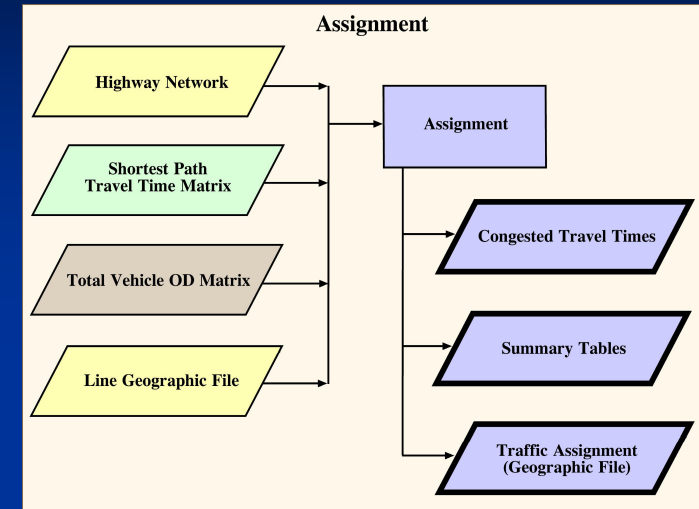 Assignment
Highway Network
Shortest Path
Travel Time Matrix
Total Vehicle OD Matrix
Line Geographic File
Assignment
Congested Travel Times
Summary Tables
Traffic Assignment
(Geographic File)